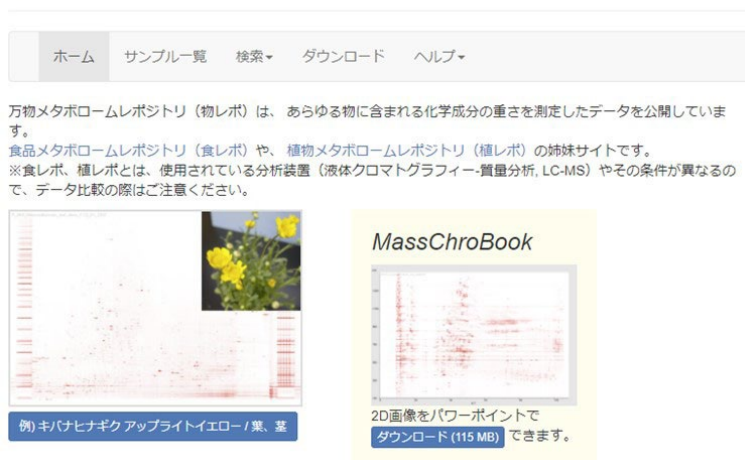 ホーム サンプル一覧 検索▾ ダウンロード ヘルプ▾
万物メタボロームレポジトリ（物レポ）は、 あらゆる物に含まれる化学成分の重さを測定したデータを公開していま
す。
食品メタボロームレポジトリ（食レポ）や、 植物メタボロームレポジトリ（植レポ）の姉妹サイトです。
※食レポ、植レポとは、使用されている分析装置（液体クロマトグラフィー-質量分析, LC-MS）やその条件が異なるの
で、データ比較の際はご注意ください。
例) キバナヒナギク アップライトイエロー / 葉、茎
MassChroBook
2D画像をパワーポイントで
ダウンロード (115 MB) できます。